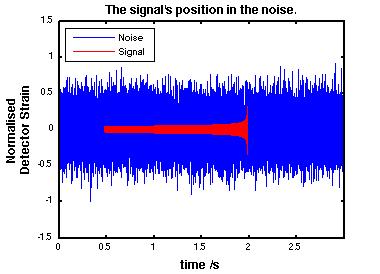 The signal's position in the noise.
1.5
Noise
Signal
1
0.5
0
-0.5
-1
-1.5
Normalised
Detector Strain
0 0.5 1 1.5 2 2.5
time /s